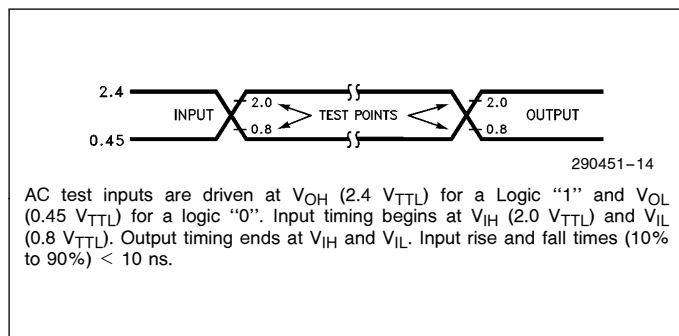 2.4
INPUT
2.0
0.8
TEST POINTS
2.0
0.8
OUTPUT
0.45
290451–14
AC test inputs are driven at VOH (2.4 VTTL) for a Logic “1” and VOL
(0.45 VTTL) for a logic “0”. Input timing begins at VIH (2.0 VTTL) and VIL
(0.8 VTTL). Output timing ends at VIH and VIL. Input rise and fall times (10%
to 90%) < 10 ns.